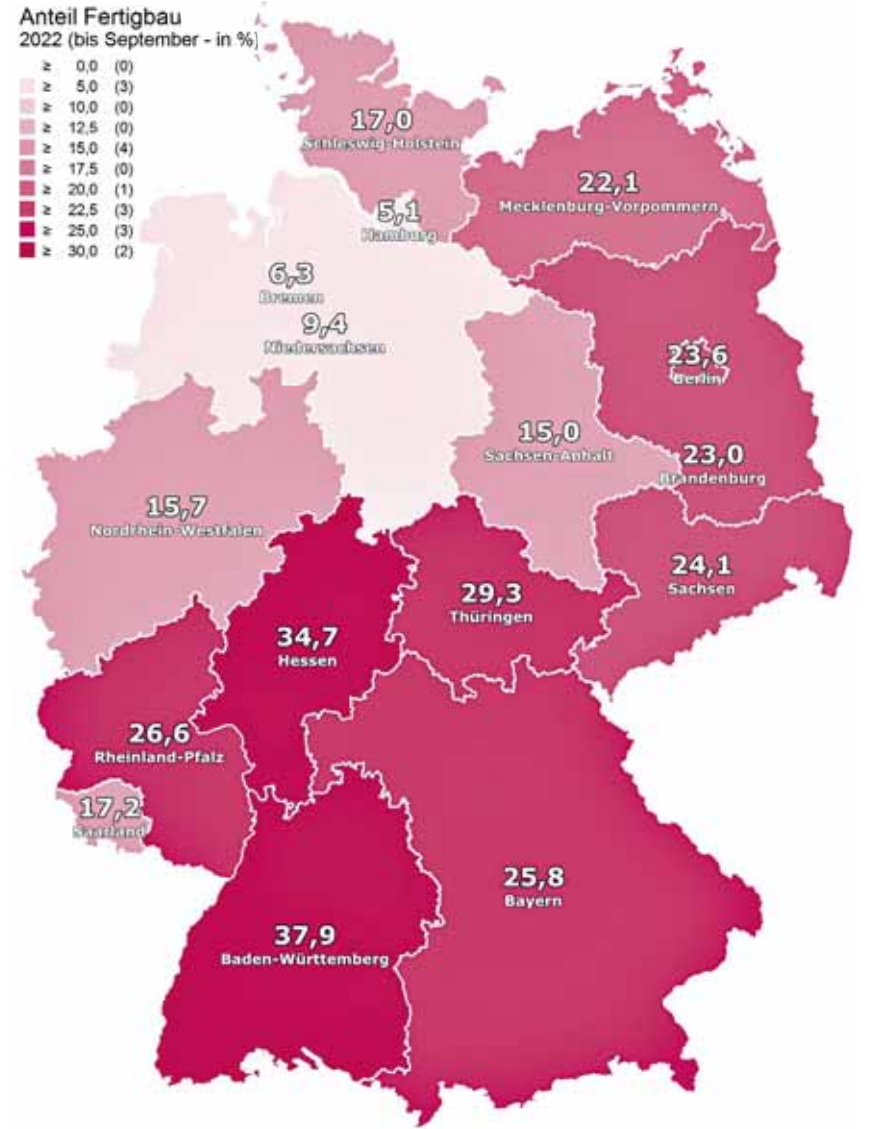 Anteil Fertigbau
2022 (bis September - in %)
≥ 0,0 (0)
≥ 5,0 (3)
≥ 10,0 (0)
≥ 12,5 (0)
≥ 15,0 (4)
≥ 17,5 (0)
≥ 20,0 (1)
≥ 22,5 (3)
≥ 25,0 (3)
≥ 30,0 (2)
17,0
Schleswig-Holstein
22,1
Mecklenburg-Vorpommern
5,1
Hamburg
6,3
Bremen
9,4
Niedersachsen
23,6
Berlin
15,0
Sachsen-Anhalt
23,0
Brandenburg
15,7
Nordrhein-Westfalen
24,1
Sachsen
29,3
Thüringen
34,7
Hessen
26,6
Rheinland-Pfalz
17,2
Saarland
25,8
Bayern
37,9
Baden-Württemberg